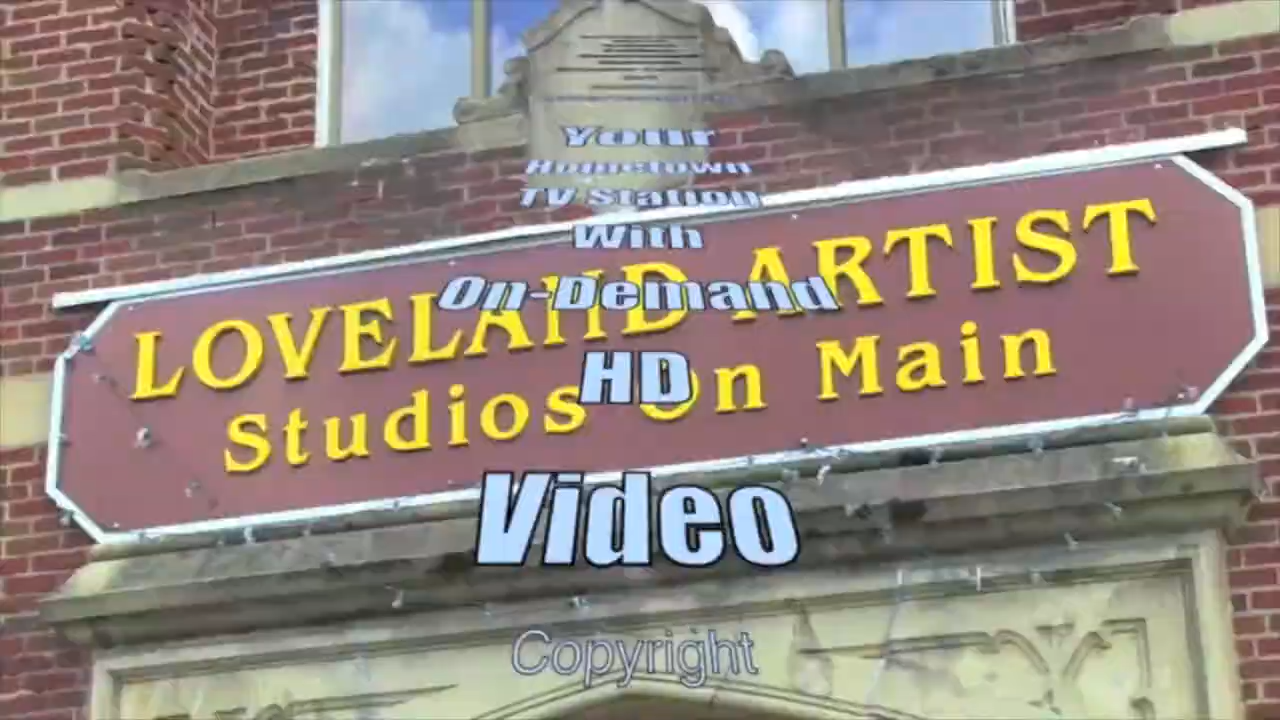 Your
Hometown
TV Station
With
On-Demand
HD
Video
Copyright
LOVELAND ARTIST
Studios On Main